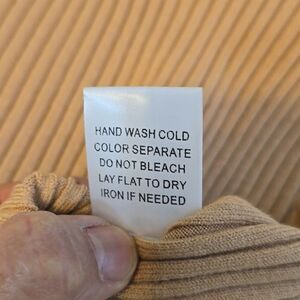 HAND WASH COLD
COLOR SEPARATE
DO NOT BLEACH
LAY FLAT TO DRY
IRON IF NEEDED